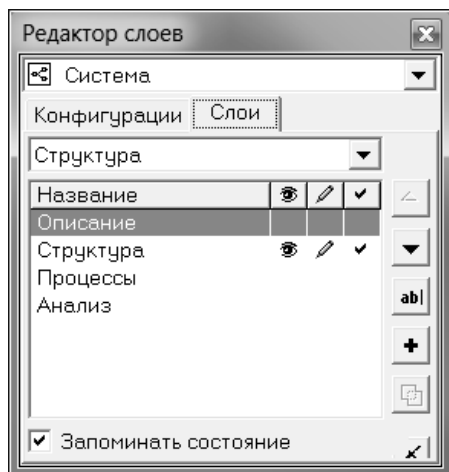 Редактор слоев
Система
Конфигурации Слои
Структура
Название
Описание
Структура
Процессы
Анализ
ab|
Запоминать состояние